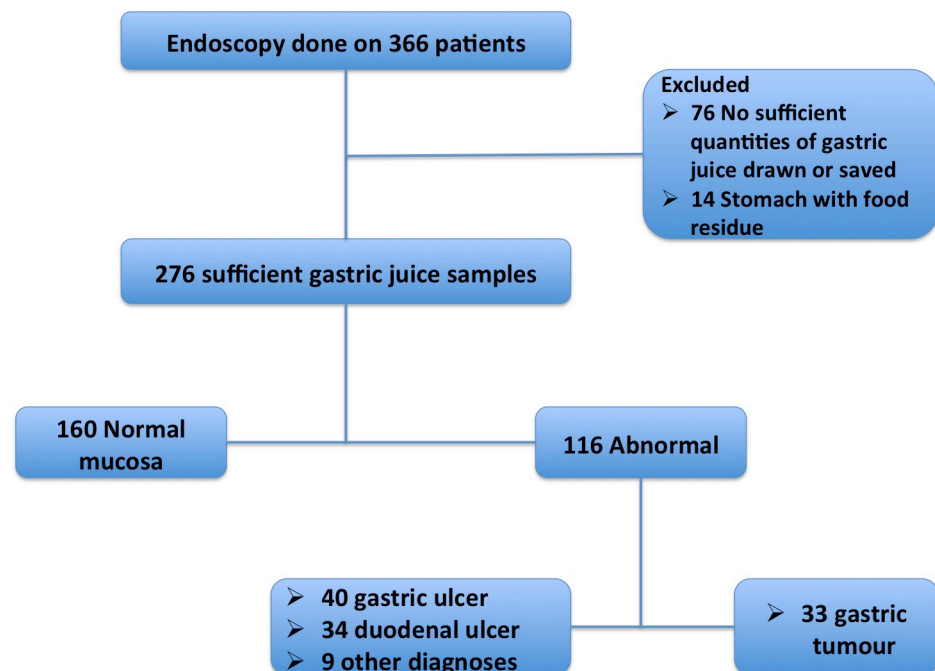 Endoscopy done on 366 patients
Excluded
➢ 76 No sufficient
quantities of gastric
juice drawn or saved
➢ 14 Stomach with food
residue
276 sufficient gastric juice samples
160 Normal
mucosa
116 Abnormal
➢ 40 gastric ulcer
➢ 34 duodenal ulcer
➢ 9 other diagnoses
➢ 33 gastric
tumour